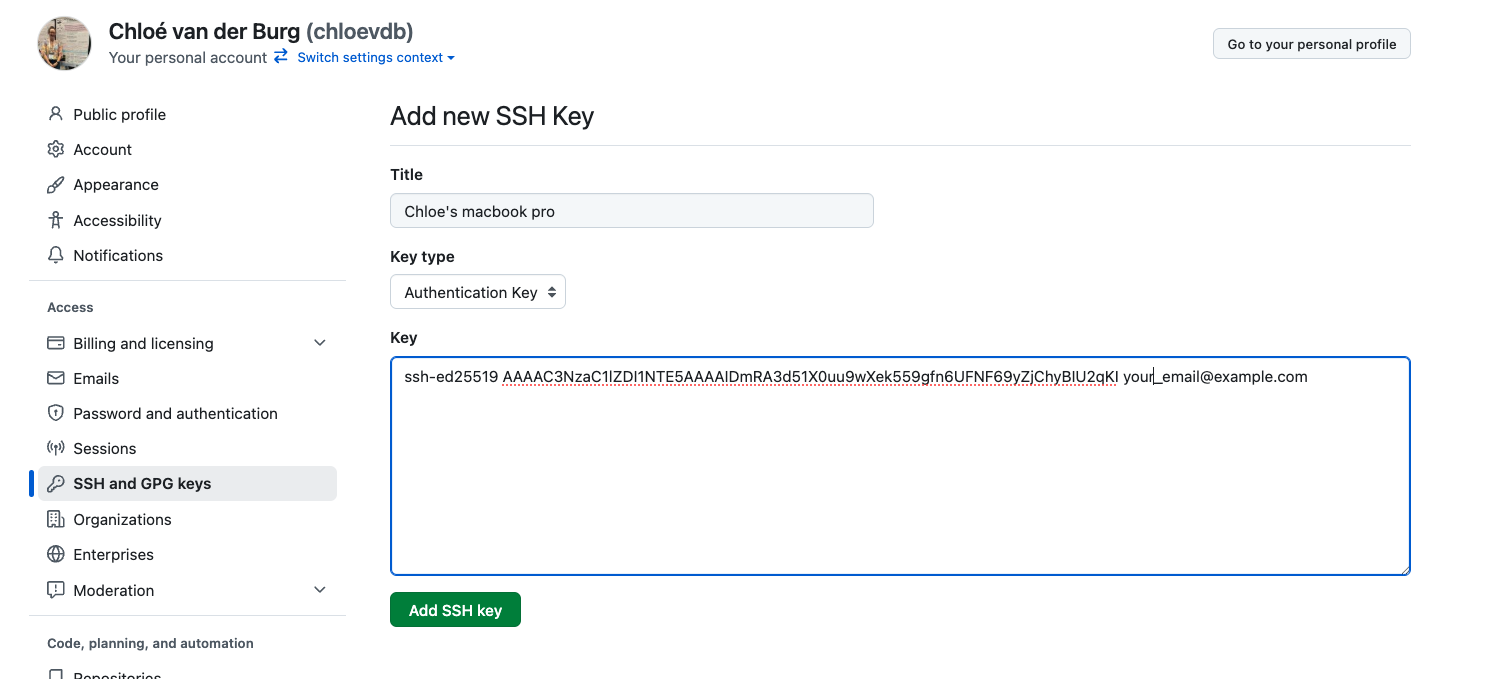 Chloé van der Burg (chloevdb)
Your personal account Switch settings context
Go to your personal profile
Public profile
Account
Appearance
Accessibility
Notifications
Access
Billing and licensing
Emails
Password and authentication
Sessions
SSH and GPG keys
Organizations
Enterprises
Moderation
Code, planning, and automation
Repositories
Add new SSH Key
Title
Chloe's macbook pro
Key type
Authentication Key
Key
ssh-ed25519 AAAAC3NzaC1lZDI1NTE5AAAAIDmRA3d51X0uu9wXek559gfn6UFNF69yZjChyBlU2qKI your_email@example.com
Add SSH key